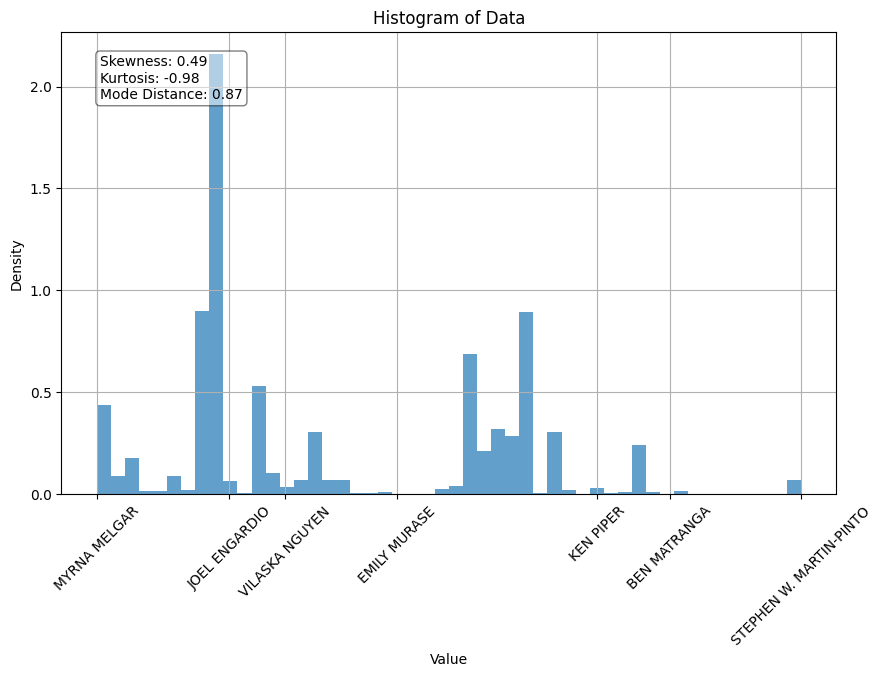 Histogram of Data
Skewness: 0.49
Kurtosis: -0.98
Mode Distance: 0.87
Density
2.0
1.5
1.0
0.5
0.0
MYRNA MELGAR
JOEL ENGARDIO
VILASKA NGUYEN
EMILY MURASE
KEN PIPER
BEN MATRANGA
STEPHEN W. MARTIN-PINTO
Value